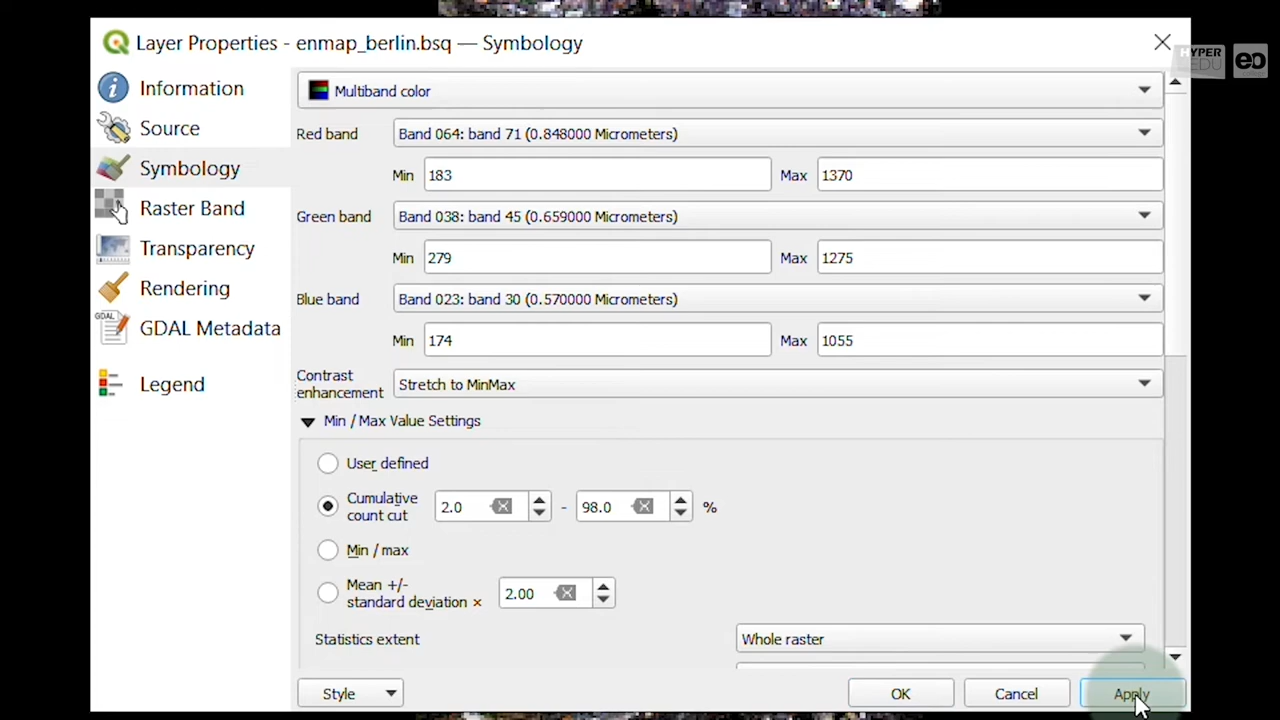 Layer Properties - enmap_berlin.bsq — Symbology
HYPER
EDU
eo
Information
Source
Symbology
Raster Band
Transparency
Rendering
GDAL
GDAL Metadata
Legend
Multiband color
Red band
Band 064: band 71 (0.848000 Micrometers)
Min 183 Max 1370
Green band
Band 038: band 45 (0.659000 Micrometers)
Min 279 Max 1275
Blue band
Band 023: band 30 (0.570000 Micrometers)
Min 174 Max 1055
Contrast
enhancement
Stretch to MinMax
Min / Max Value Settings
User defined
Cumulative
count cut
2.0 - 98.0 %
Min / max
Mean +/-
standard deviation × 2.00
Statistics extent
Whole raster
Style
OK
Cancel
Apply